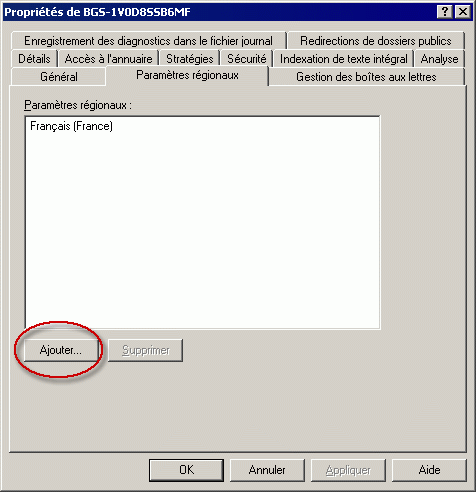 Propriétés de BGS-1V0D8SSB6MF
Enregistrement des diagnostics dans le fichier journal Redirections de dossiers publics
Détails Accès à l'annuaire Stratégies Sécurité Indexation de texte intégral Analyse
Général Paramètres régionaux Gestion des boîtes aux lettres
Paramètres régionaux :
Français (France)
Ajouter... Supprimer
OK Annuler Appliquer Aide